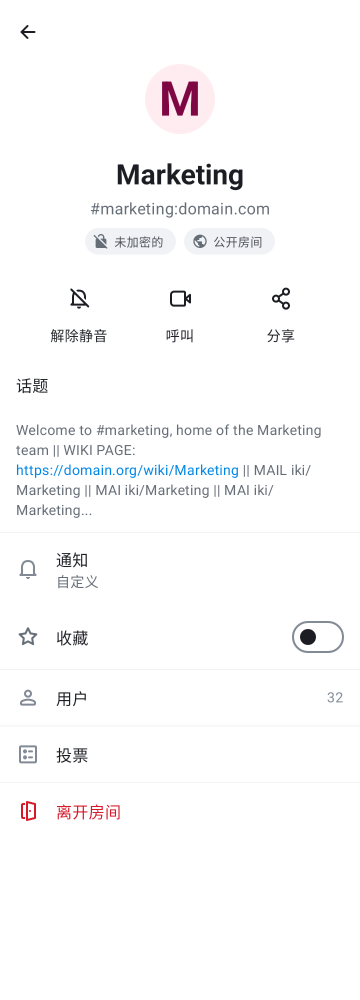 M
Marketing
#marketing:domain.com
未加密的 公开房间
解除静音 呼叫 分享
话题
Welcome to #marketing, home of the Marketing
team || WIKI PAGE:
https://domain.org/wiki/Marketing || MAIL iki/
Marketing || MAI iki/Marketing || MAI iki/
Marketing...
通知
自定义
收藏
用户 32
投票
离开房间